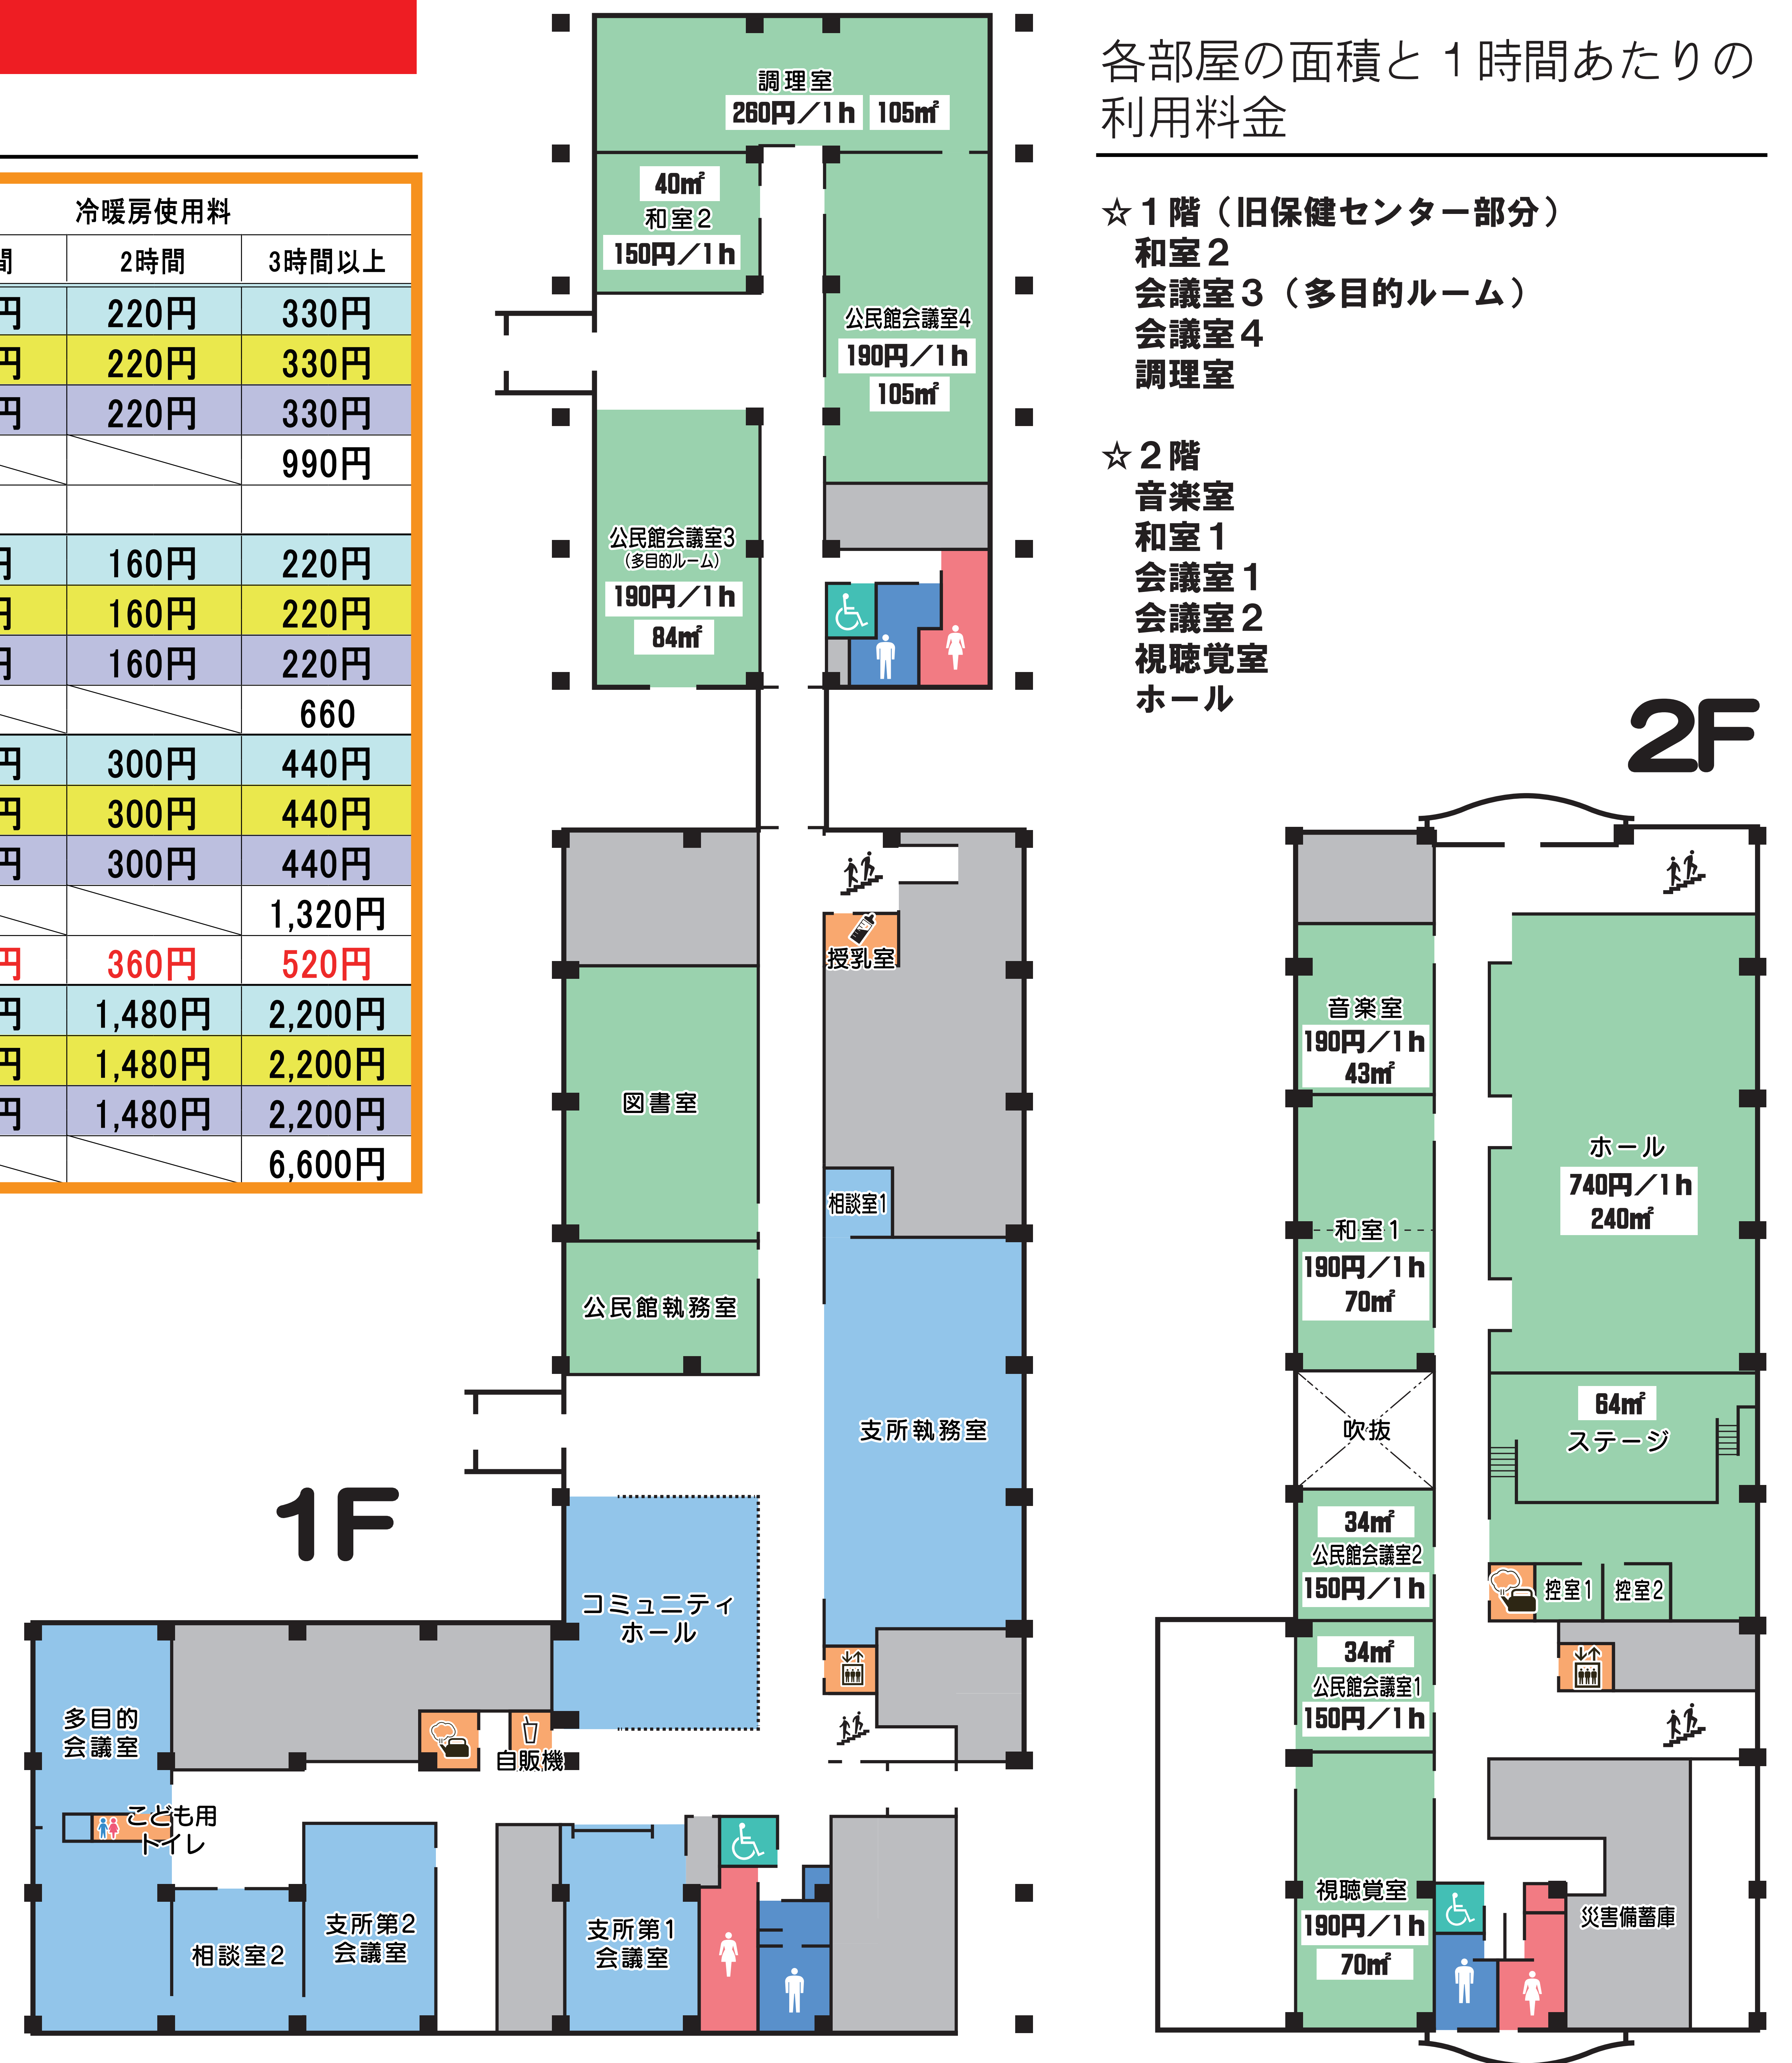 冷暖房使用料
間 2時間 3時間以上
円 220円 330円
円 220円 330円
円 220円 330円
990円
円 160円 220円
円 160円 220円
円 160円 220円
660
円 300円 440円
円 300円 440円
円 300円 440円
1,320円
円 360円 520円
円 1,480円 2,200円
円 1,480円 2,200円
円 1,480円 2,200円
6,600円
調理室
260円／1h 105㎡
40㎡
和室2
150円／1h
公民館会議室4
190円／1h
105㎡
公民館会議室3
（多目的ルーム）
190円／1h
84㎡
授乳室
図書室
相談室1
公民館執務室
支所執務室
1F
コミュニティ
ホール
多目的
会議室
自販機
こども用
トイレ
相談室2
支所第2
会議室
支所第1
会議室
各部屋の面積と１時間あたりの
利用料金
☆１階（旧保健センター部分）
和室２
会議室３（多目的ルーム）
会議室４
調理室
☆２階
音楽室
和室１
会議室１
会議室２
視聴覚室
ホール
2F
音楽室
190円／1h
43㎡
ホール
740円／1h
240㎡
和室1
190円／1h
70㎡
64㎡
ステージ
吹抜
34㎡
公民館会議室2
150円／1h
控室1 控室2
34㎡
公民館会議室1
150円／1h
視聴覚室
190円／1h
70㎡
災害備蓄庫